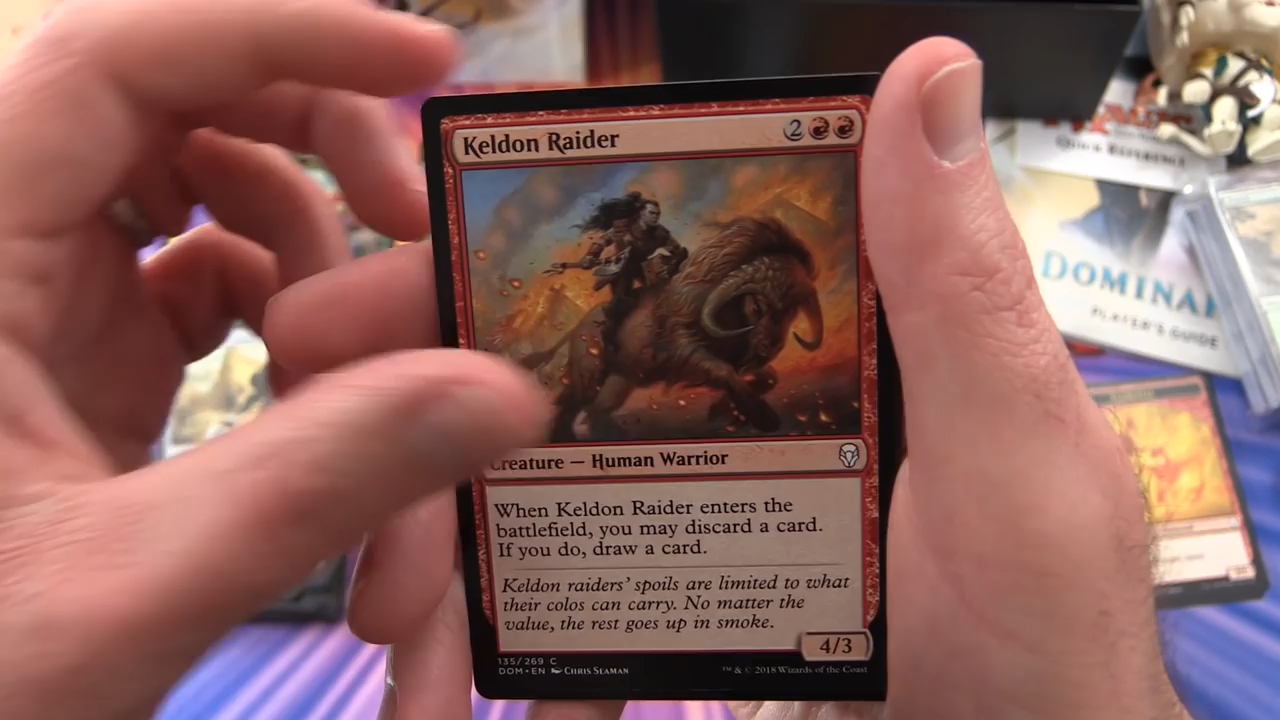 Keldon Raider
2
Creature — Human Warrior
When Keldon Raider enters the
battlefield, you may discard a card.
If you do, draw a card.
Keldon raiders' spoils are limited to what
their colos can carry. No matter the
value, the rest goes up in smoke.
4/3
135/269 C
DOM • EN Chris Seaman
™ & © 2018 Wizards of the Coast
Quick Reference
Domina
Player's Guide